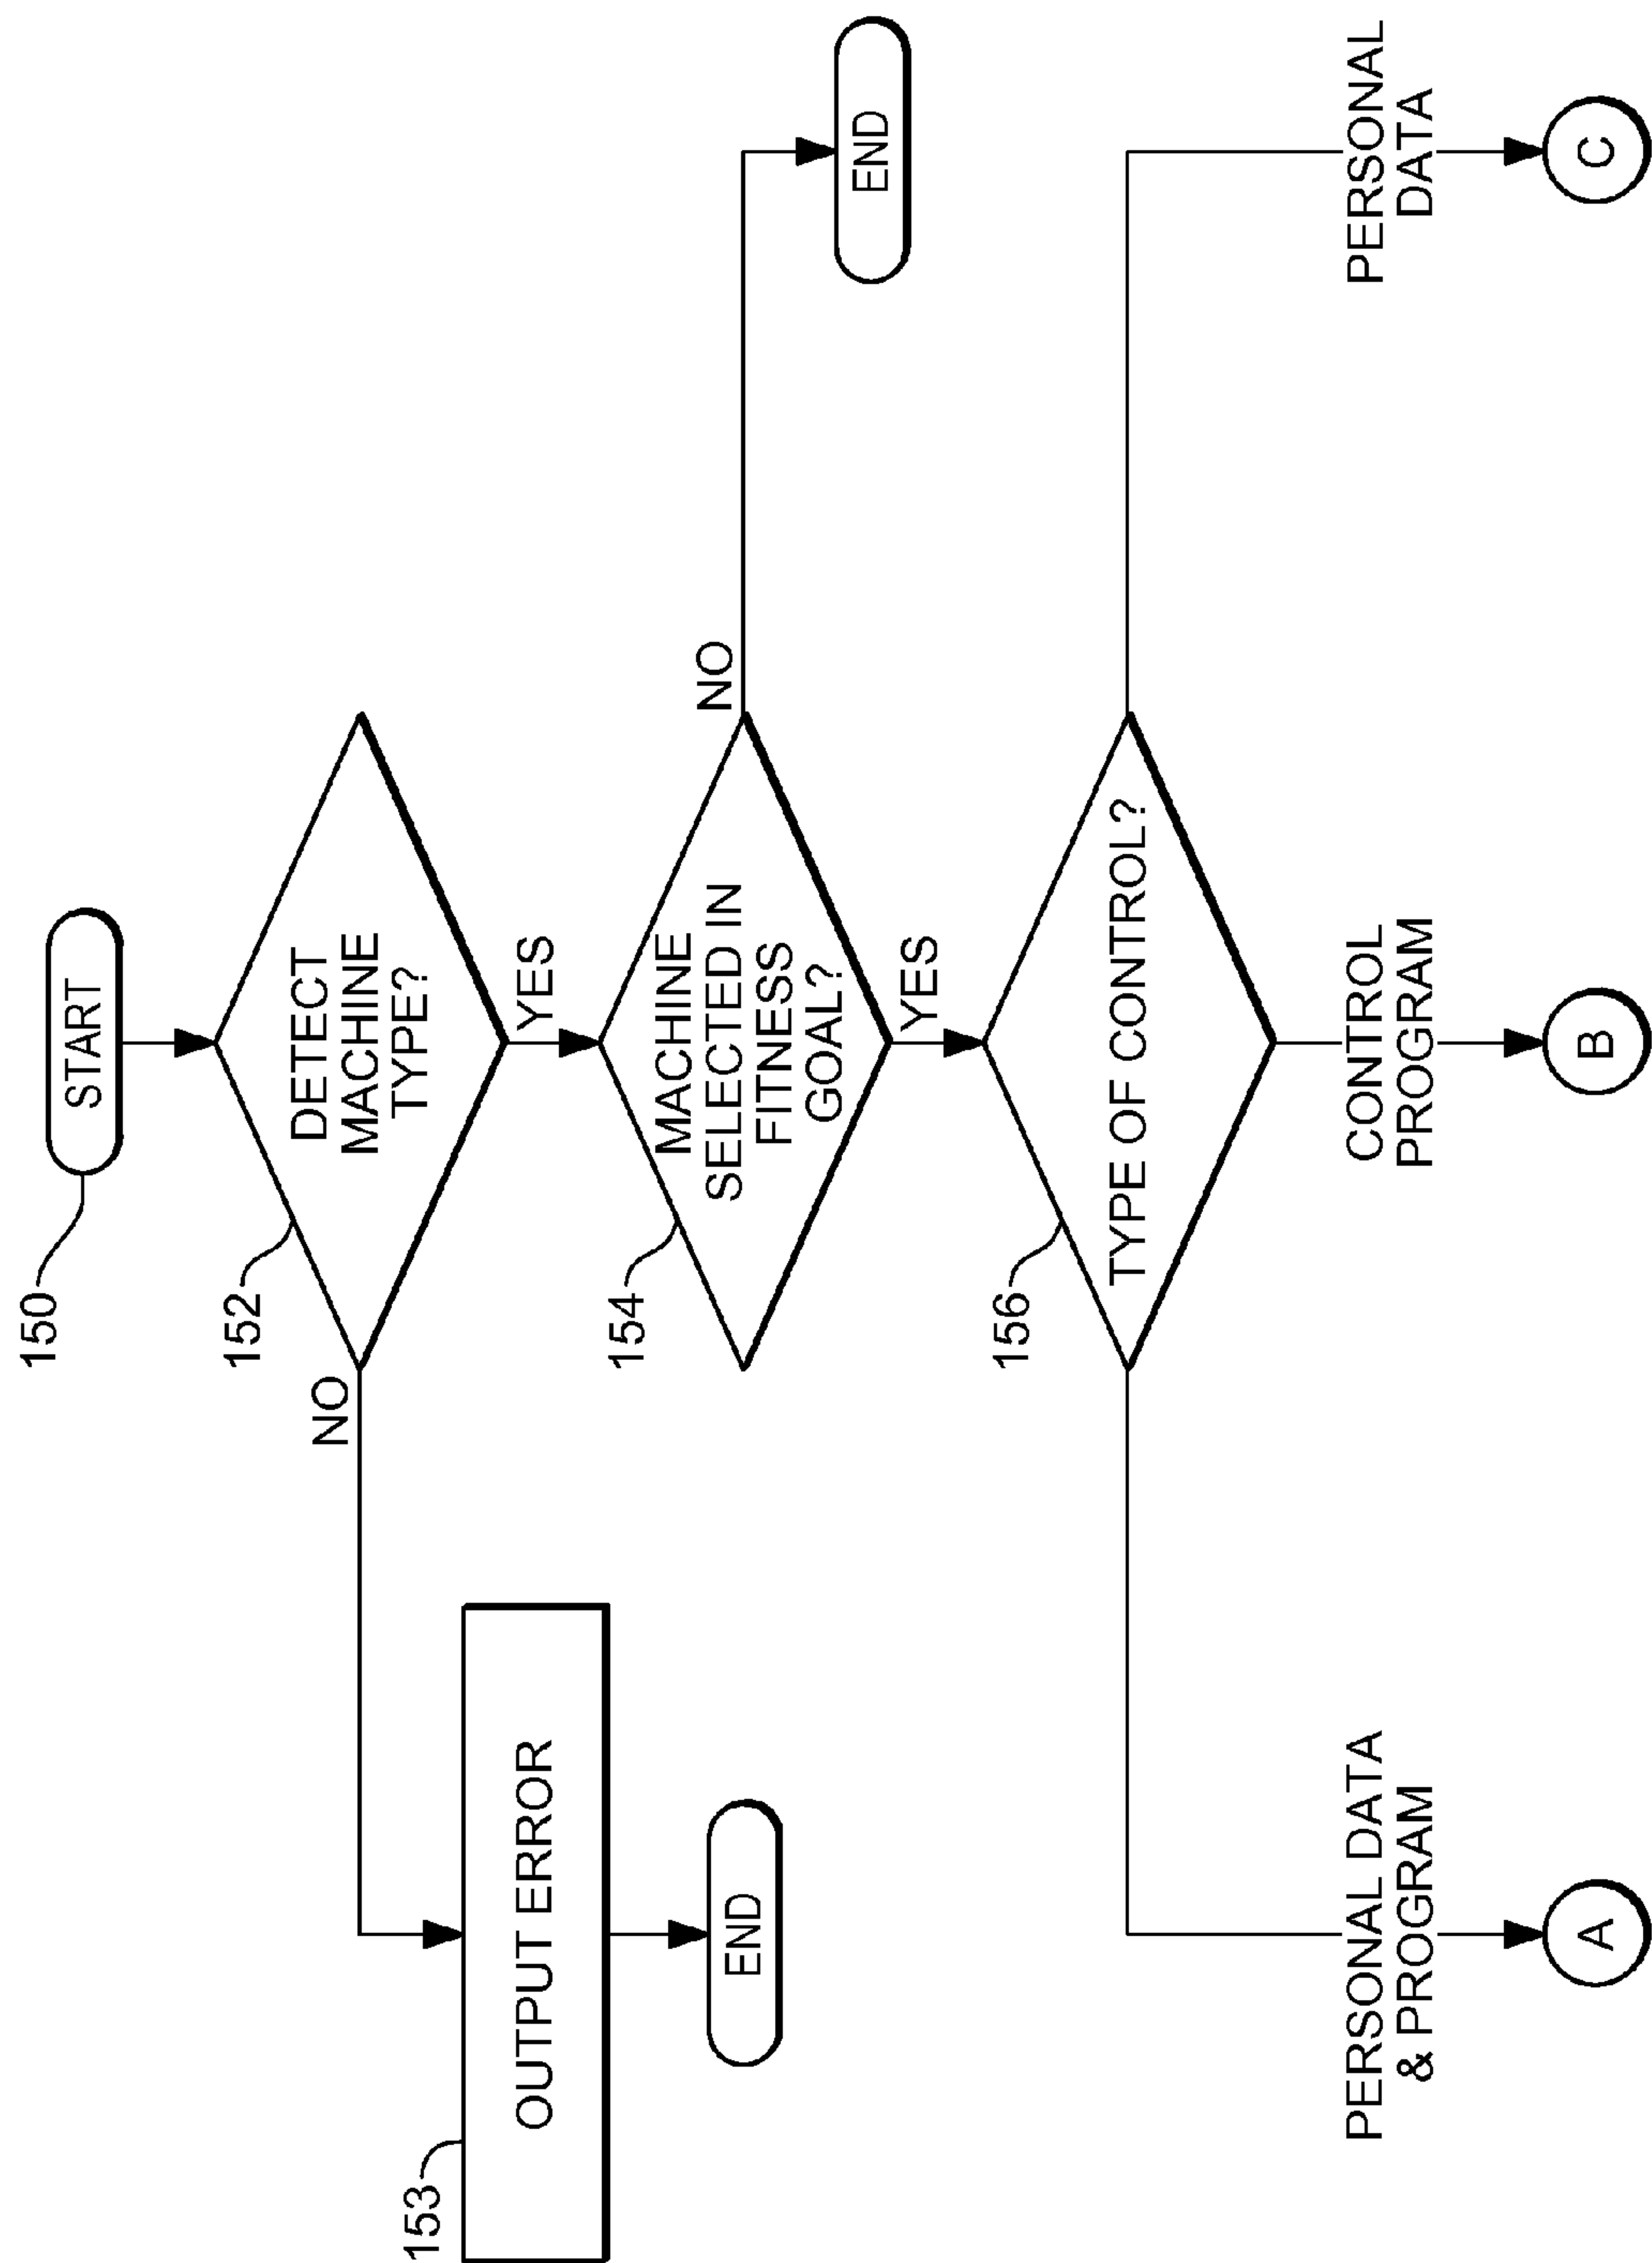 150
START
152
DETECT
MACHINE
TYPE?
NO
YES
153
OUTPUT ERROR
END
154
MACHINE
SELECTED IN
FITNESS
GOAL?
NO
END
YES
156
TYPE OF CONTROL?
PERSONAL DATA
& PROGRAM
CONTROL
PROGRAM
PERSONAL
DATA
A
B
C